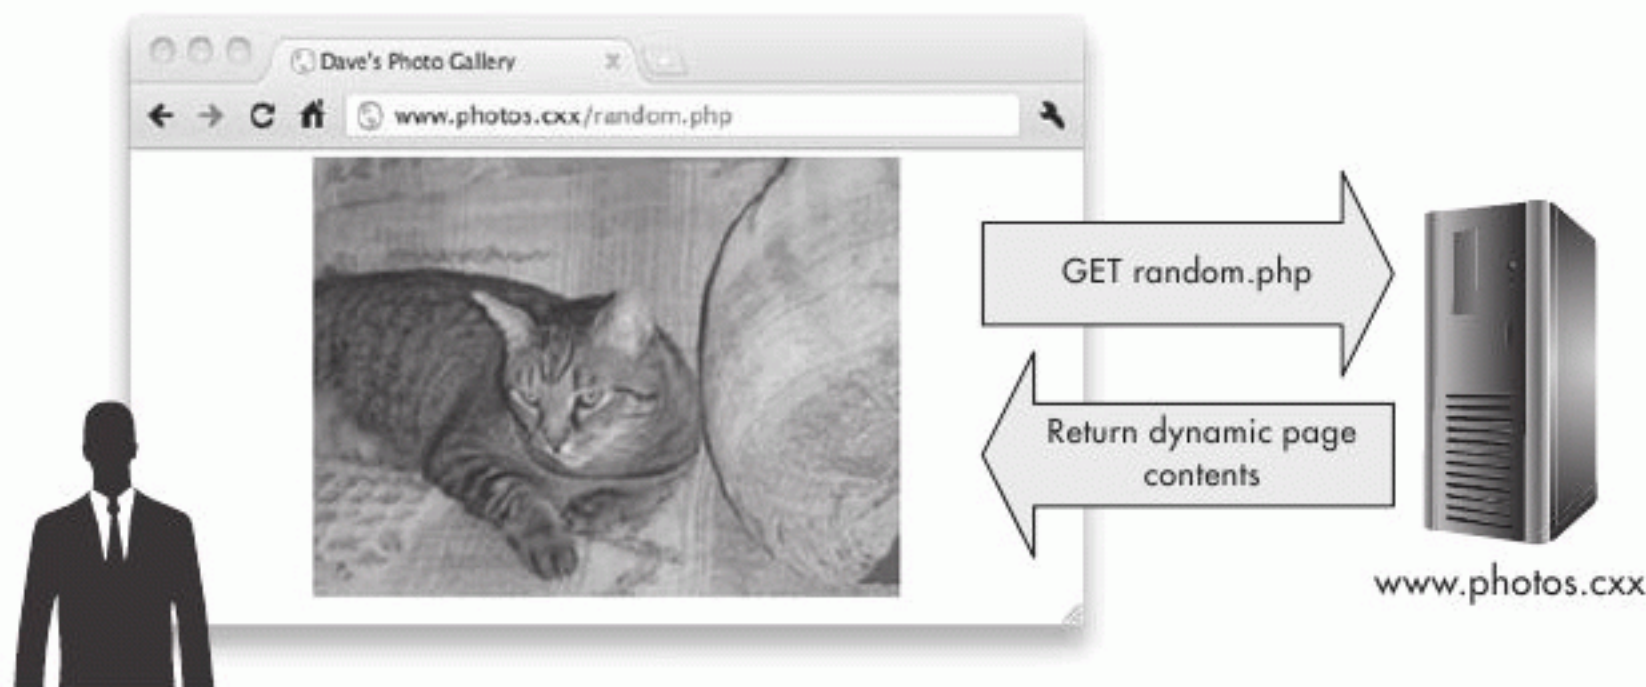 Dave's Photo Gallery
www.photos.cxx/random.php
GET random.php
Return dynamic page
contents
www.photos.cxx